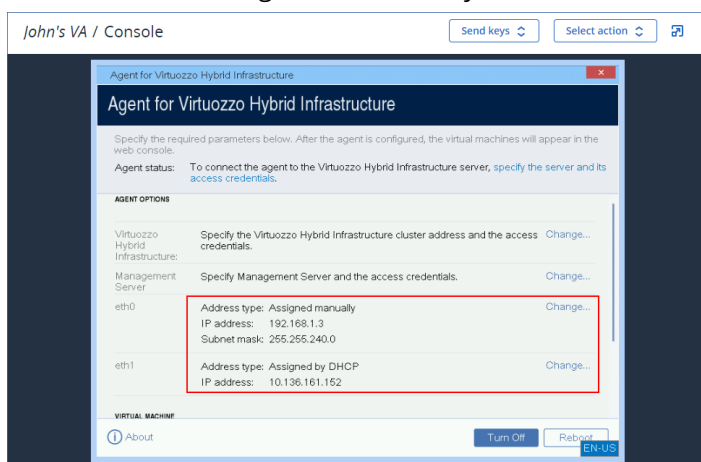 John's VA / Console
Send keys
Select action
Agent for Virtuozzo Hybrid Infrastructure
Agent for Virtuozzo Hybrid Infrastructure
Specify the required parameters below. After the agent is configured, the virtual machines will appear in the
web console.
Agent status: To connect the agent to the Virtuozzo Hybrid Infrastructure server, specify the server and its
access credentials.
AGENT OPTIONS
Virtuozzo Hybrid Infrastructure: Specify the Virtuozzo Hybrid Infrastructure cluster address and the access credentials. Change...
Management Server Specify Management Server and the access credentials. Change...
eth0 Address type: Assigned manually Change...
IP address: 192.168.1.3
Subnet mask: 255.255.240.0
eth1 Address type: Assigned by DHCP Change...
IP address: 10.136.161.152
VIRTUAL MACHINE
About
Turn Off
Reboot
EN-US